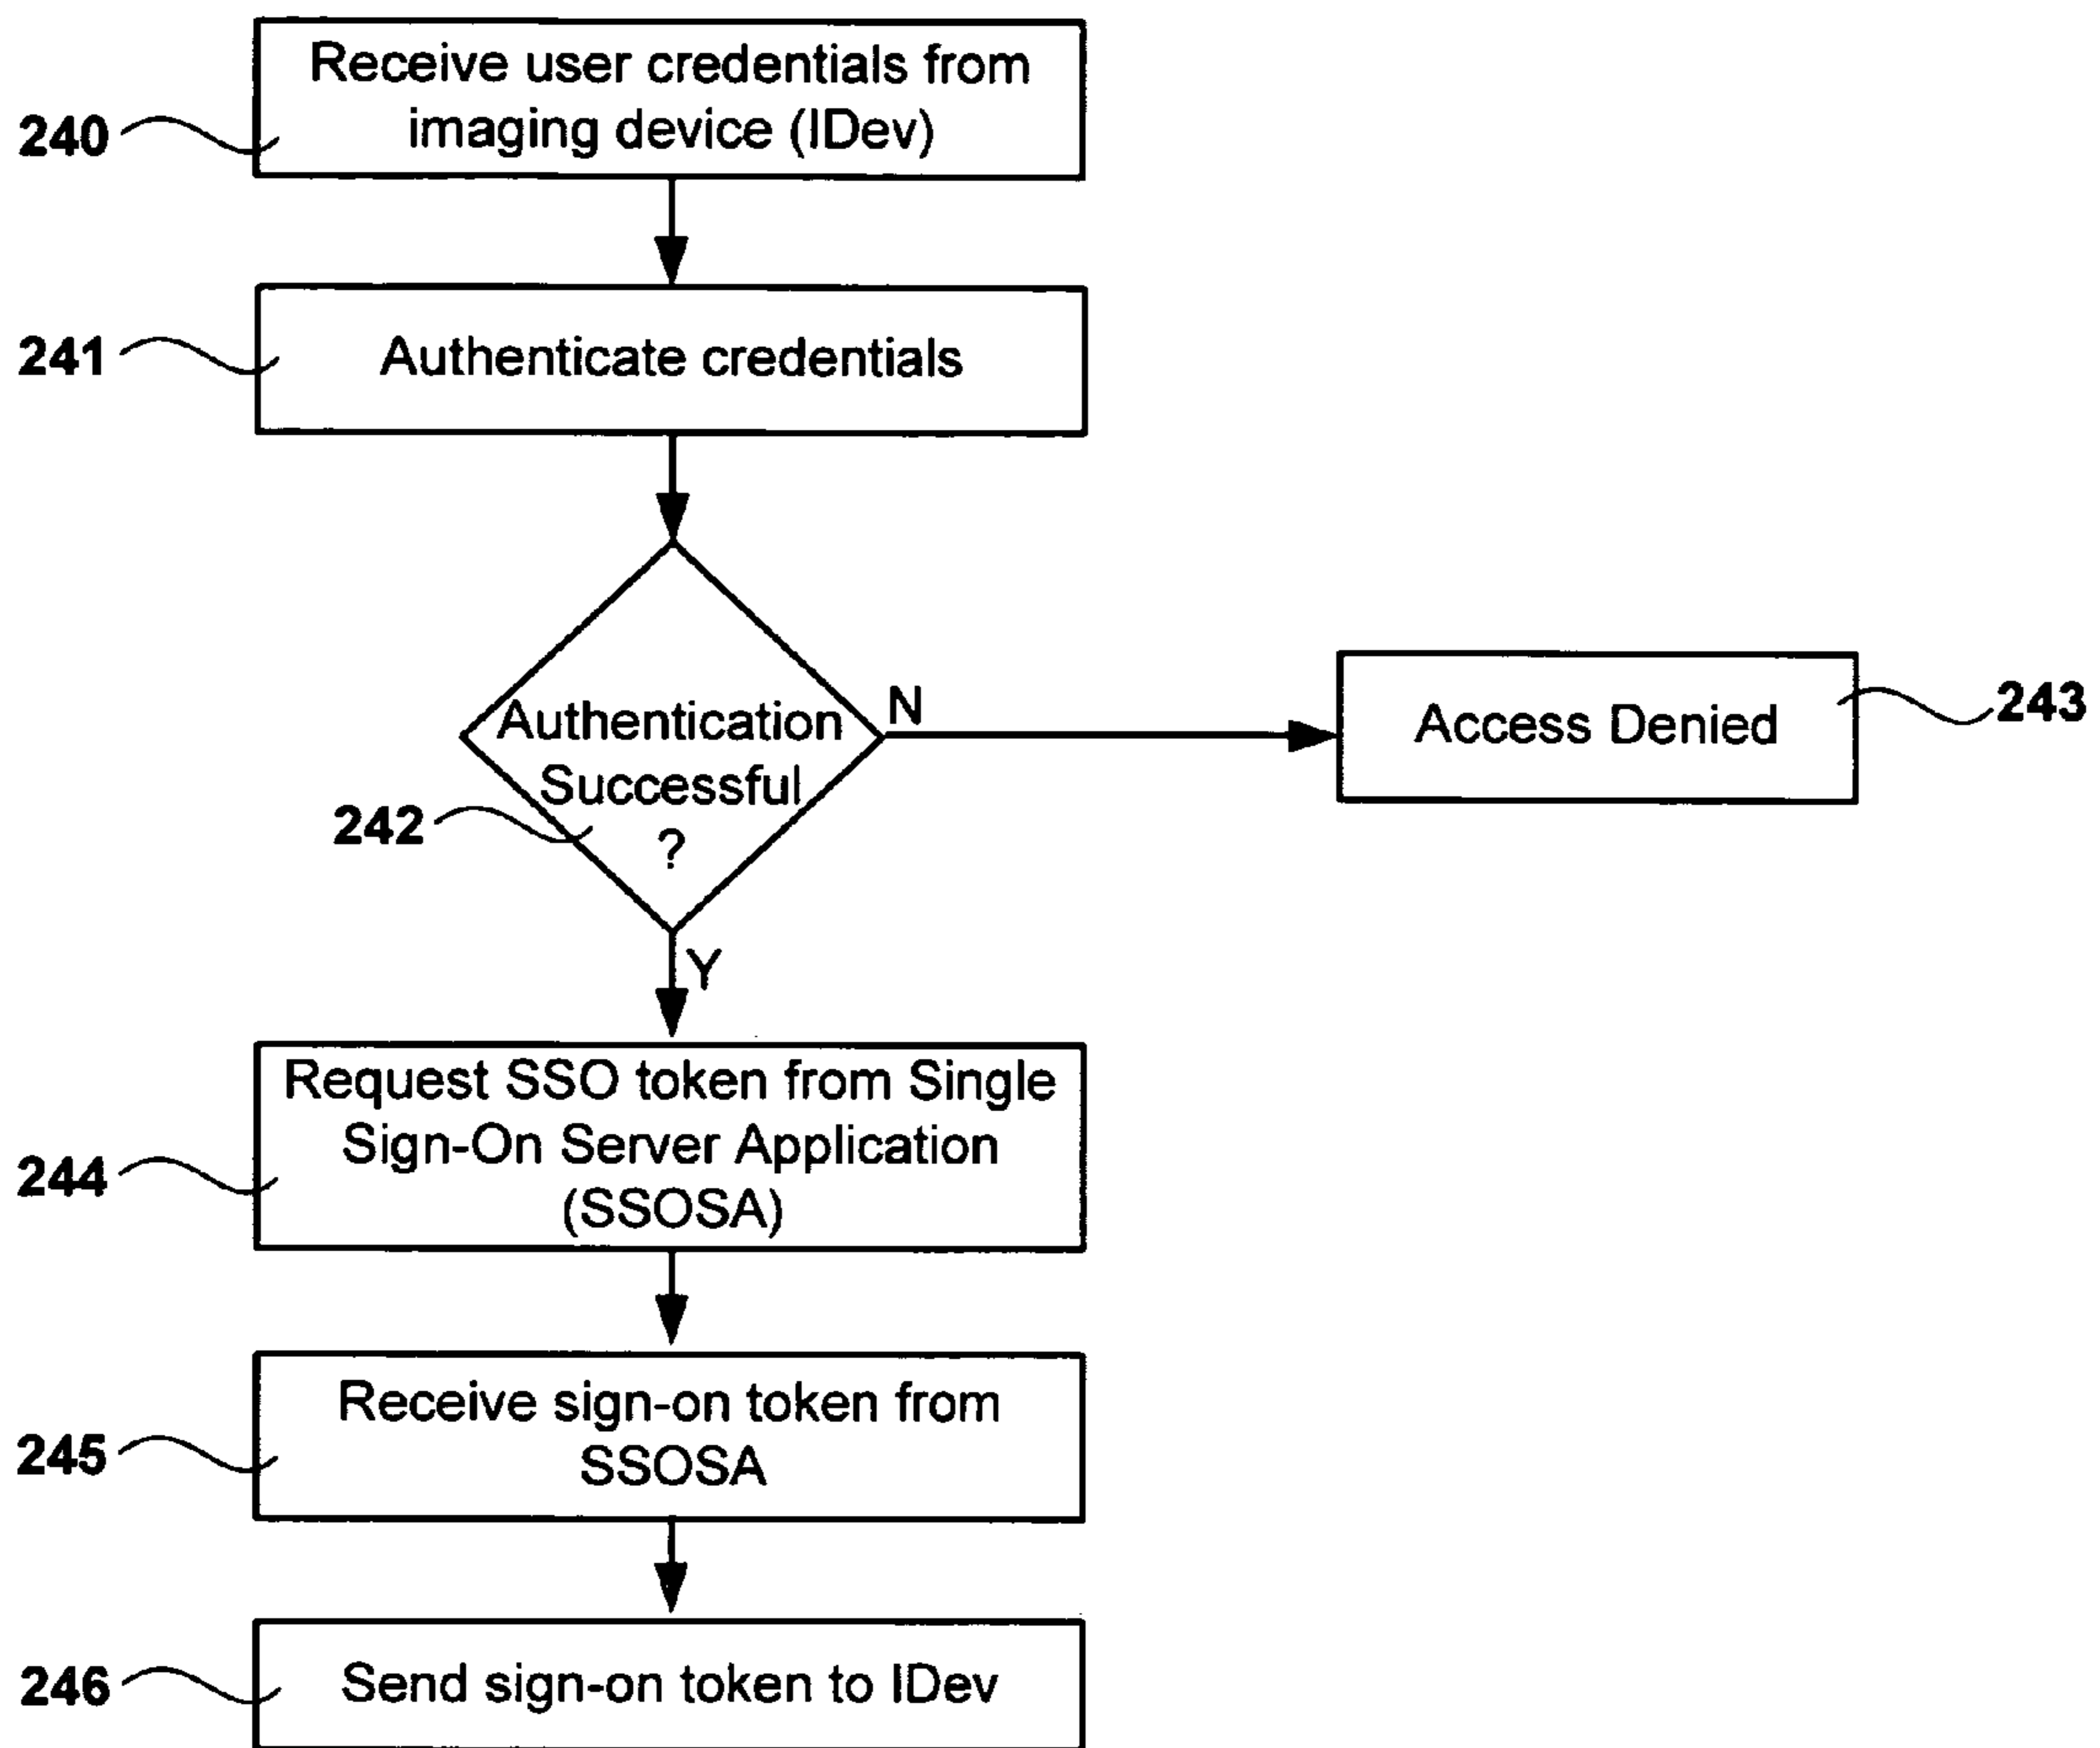 Receive user credentials from
imaging device (IDev)
240
Authenticate credentials
241
Authentication
Successful
?
242
N
Access Denied
243
Y
Request SSO token from Single
Sign-On Server Application
(SSOSA)
244
Receive sign-on token from
SSOSA
245
Send sign-on token to IDev
246